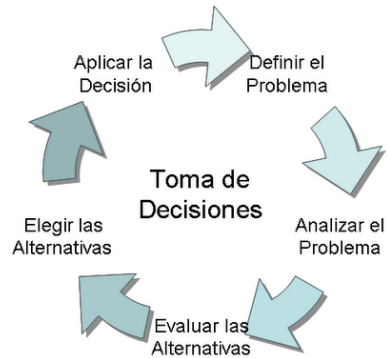 Aplicar la
Decisión
Definir el
Problema
Toma de
Decisiones
Elegir las
Alternativas
Analizar el
Problema
Evaluar las
Alternativas